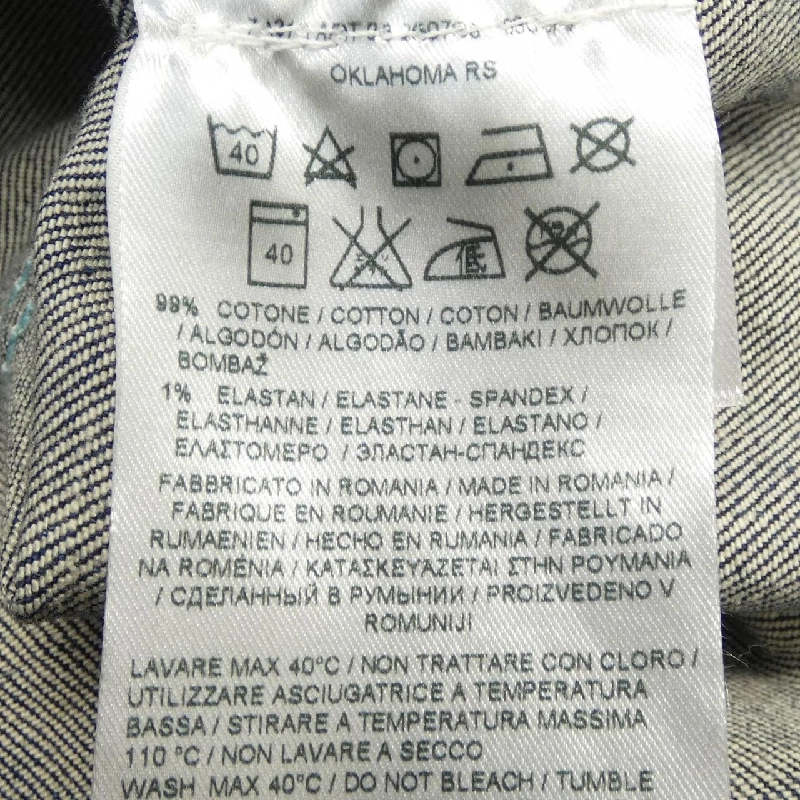 OKLAHOMA RS
40
40 低
99% COTONE / COTTON / COTON / BAUMWOLLE
/ ALGODÓN / ALGODÃO / BAMBAKI / ХЛОПОК /
BOMBAŽ
1% ELASTAN / ELASTANE - SPANDEX /
ELASTHANNE / ELASTHAN / ELASTANO /
ΕΛΑΣΤΟΜΕΡΟ / ЭЛАСТАН-СПАНДЕКС
FABBRICATO IN ROMANIA / MADE IN ROMANIA /
FABRIQUE EN ROUMANIE / HERGESTELLT IN
RUMAENIEN / HECHO EN RUMANIA / FABRICADO
NA ROMÉNIA / ΚΑΤΑΣΚΕΥΑΖΕΤΑΙ ΣΤΗΝ ΡΟΥΜΑΝΙΑ
/ СДЕЛАННЫЙ В РУМЫНИИ / PROIZVEDENO V
ROMUNIJI
LAVARE MAX 40°C / NON TRATTARE CON CLORO /
UTILIZZARE ASCIUGATRICE A TEMPERATURA
BASSA / STIRARE A TEMPERATURA MASSIMA
110 °C / NON LAVARE A SECCO
WASH MAX 40°C / DO NOT BLEACH / TUMBLE